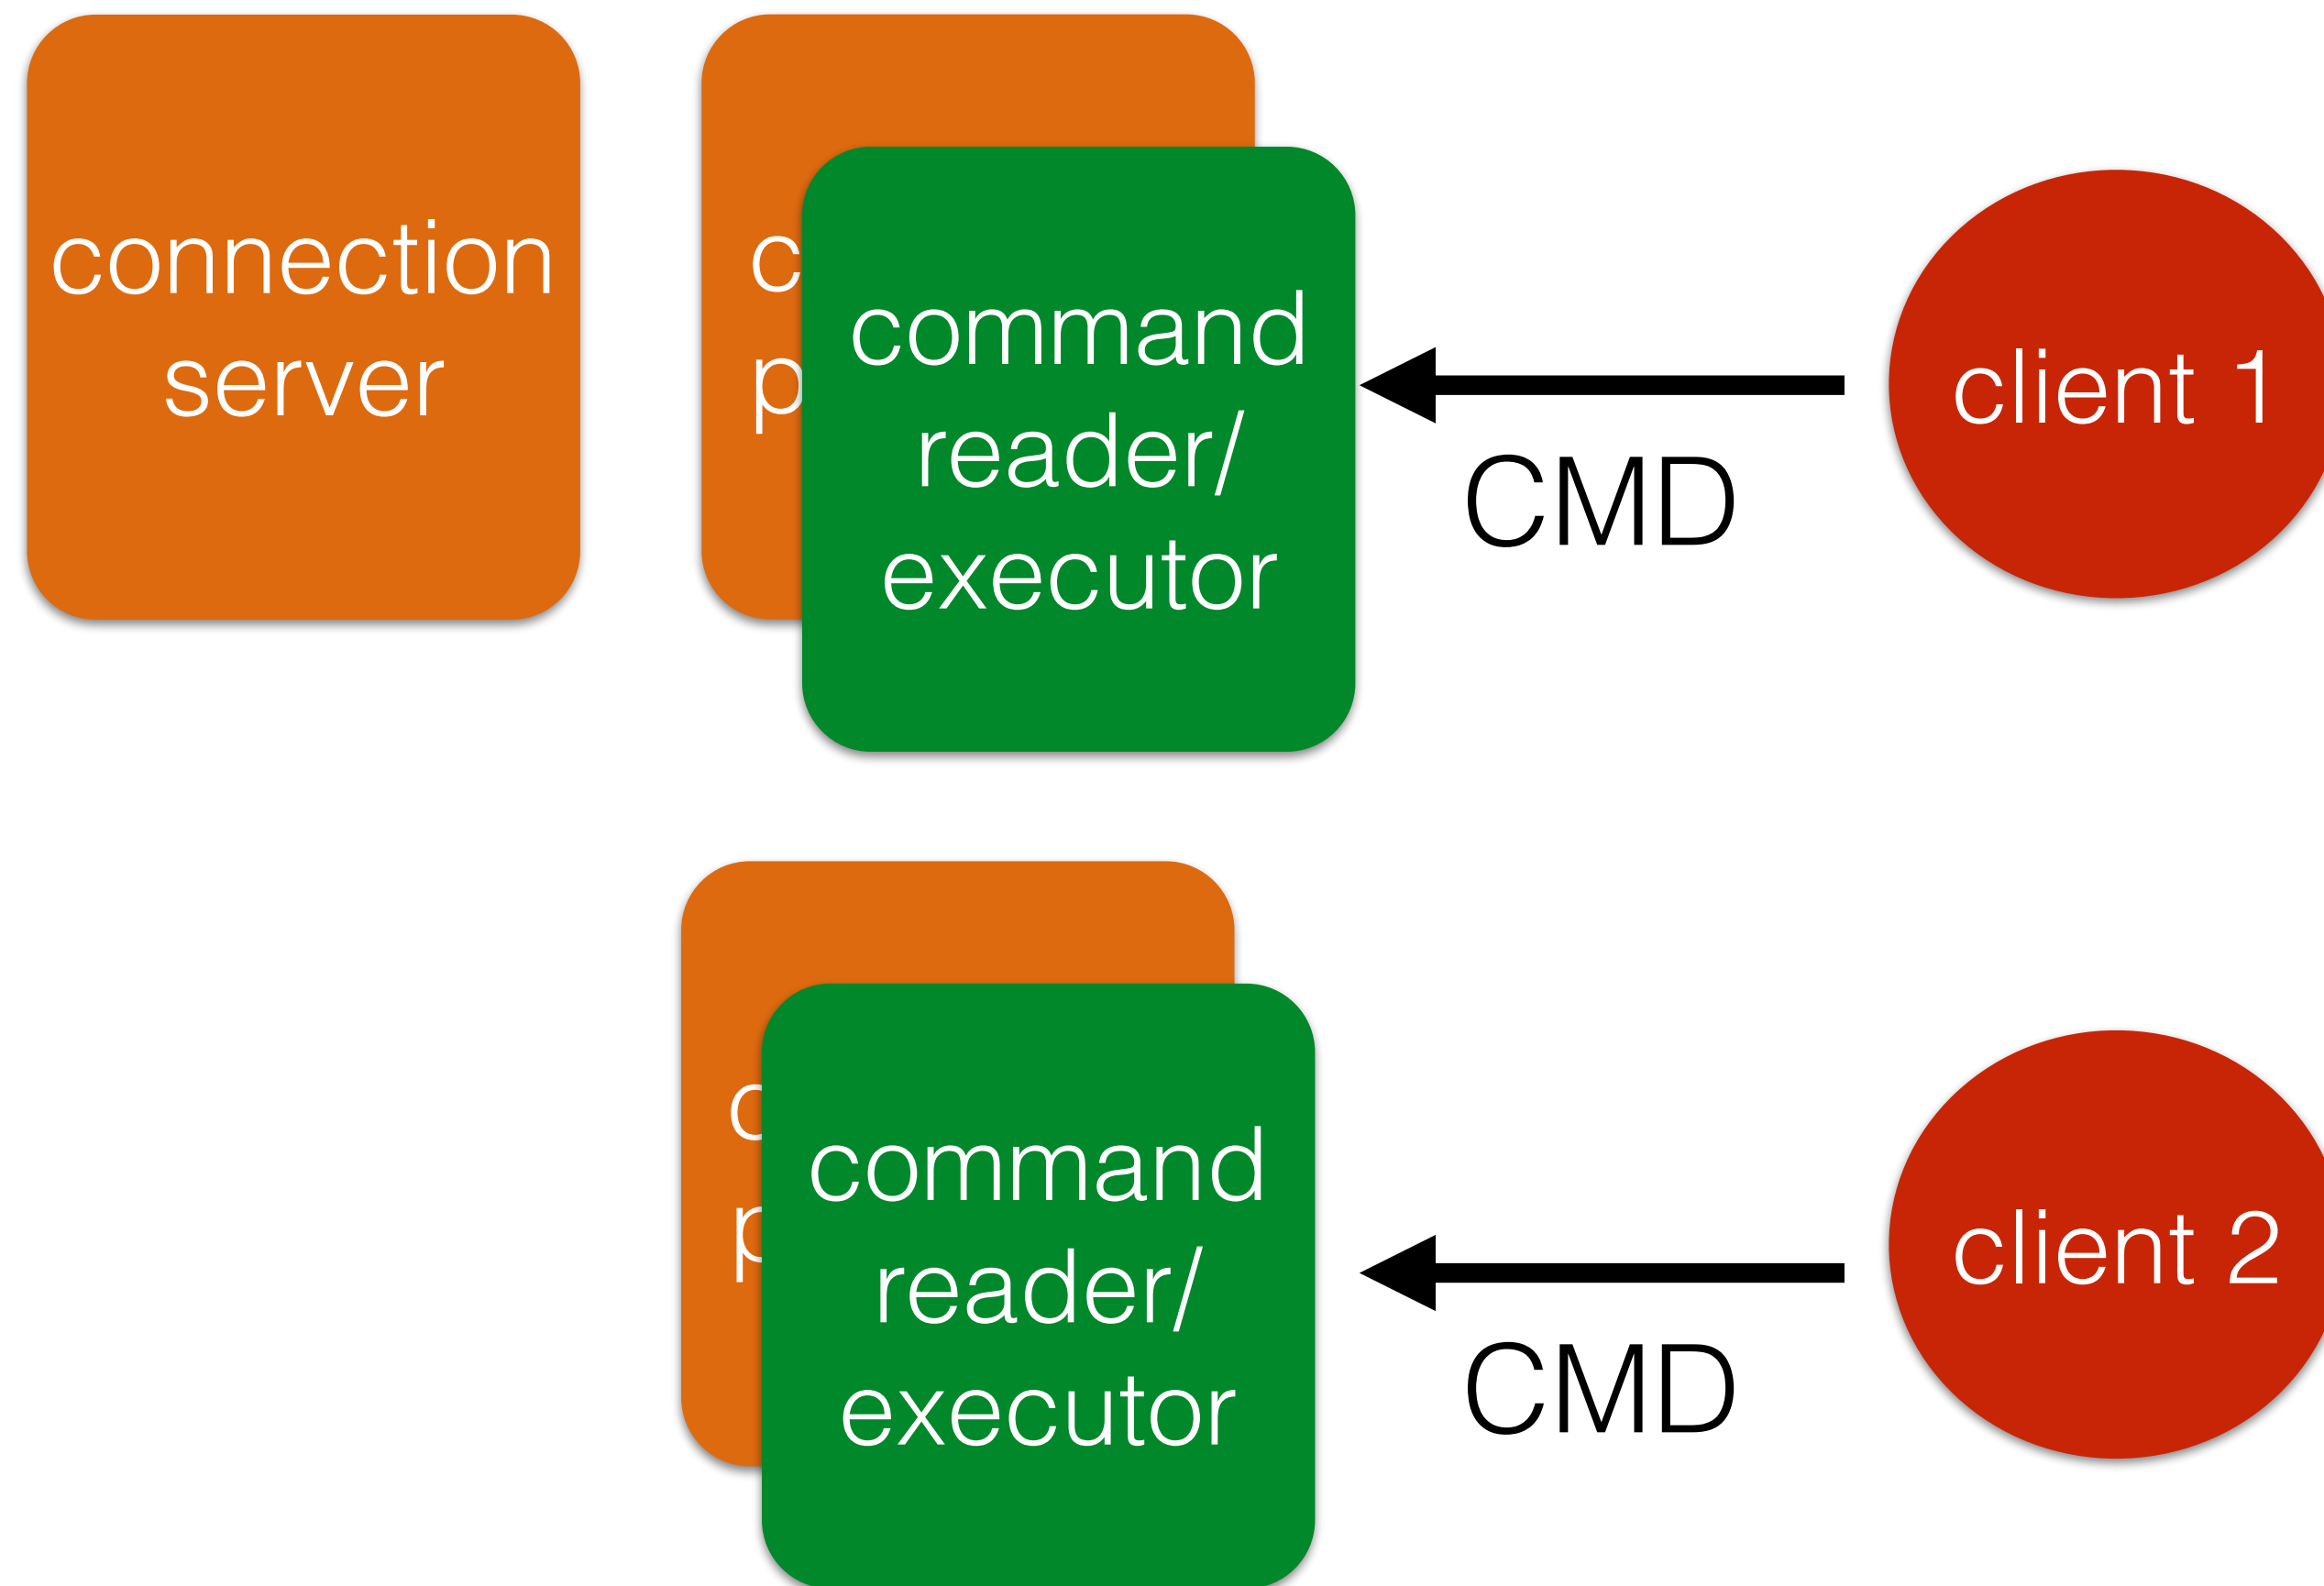 connection
server
command
reader/
executor
CMD
client 1
command
reader/
executor
CMD
client 2